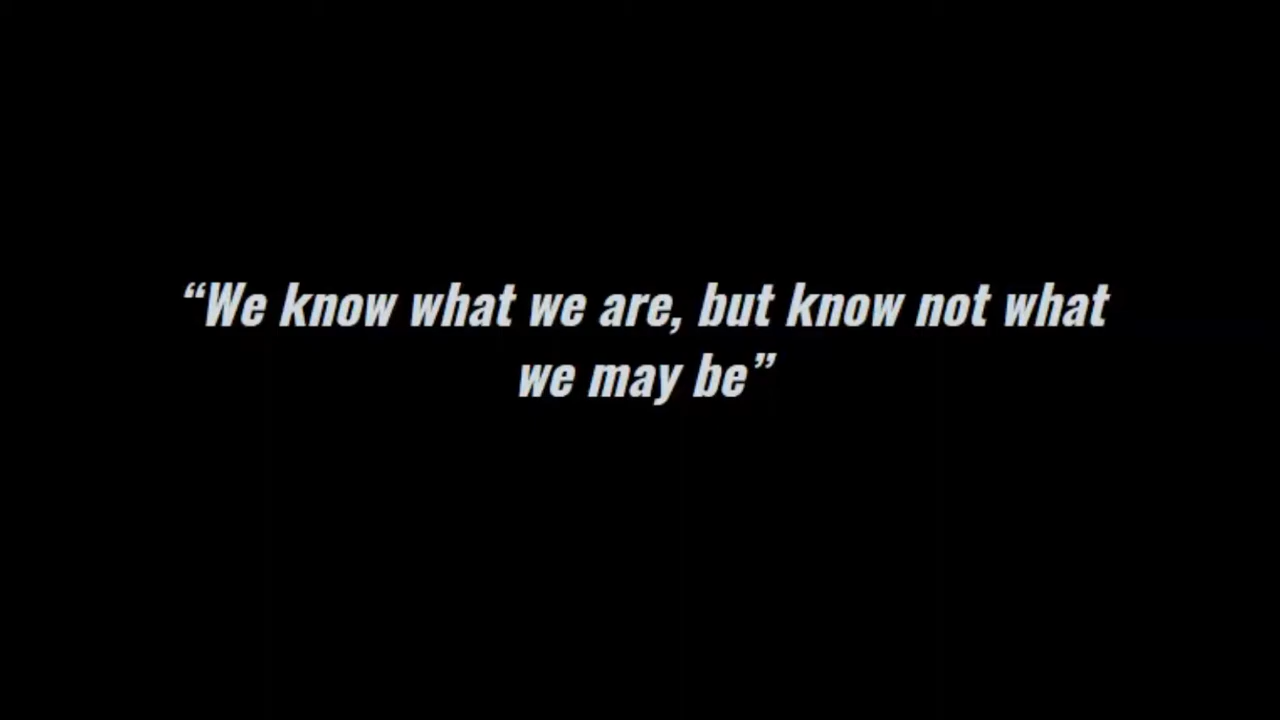 “We know what we are, but know not what
we may be”